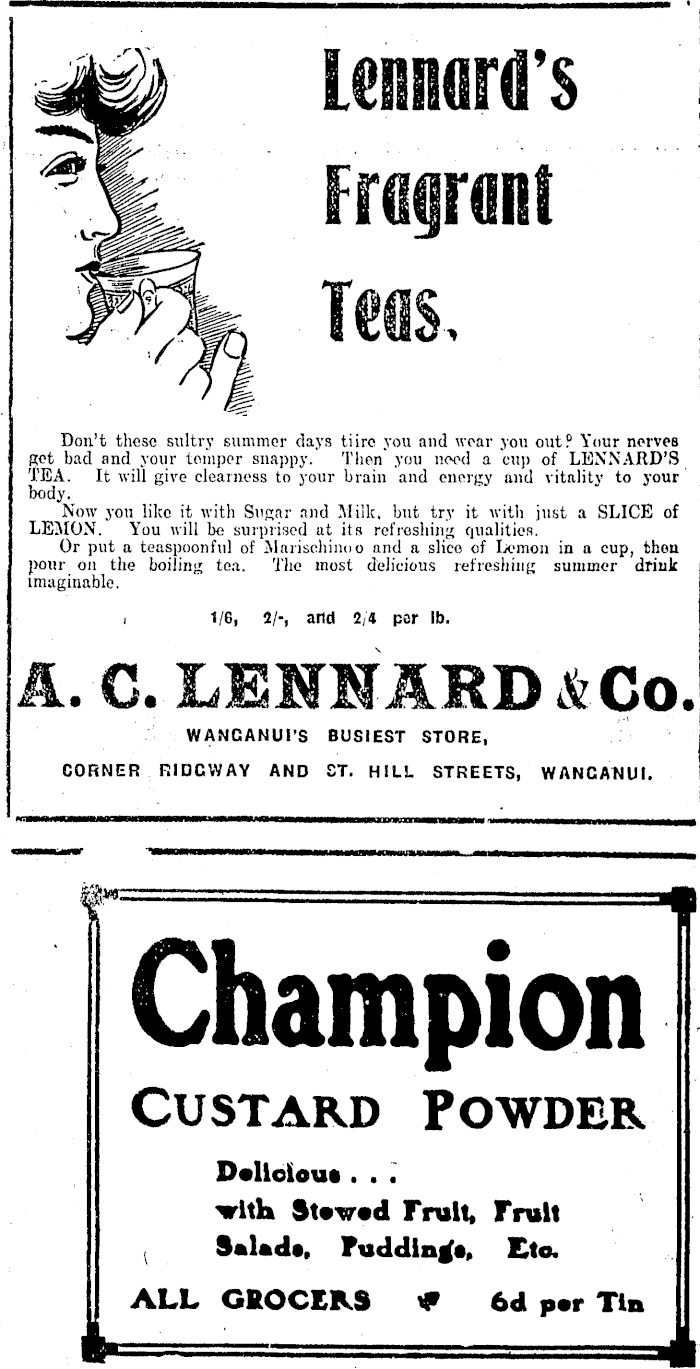 Lennard's
Fragrant
Teas.
Don't these sultry summer days tiire you and wear you out? Your nerves
get bad and your temper snappy. Then you need a cup of LENNARD'S
TEA. It will give clearness to your brain and energy and vitality to your
body.
Now you like it with Sugar and Milk, but try it with just a SLICE of
LEMON. You will be surprised at its refreshing qualities.
Or put a teaspoonful of Marischinoo and a slice of Lemon in a cup, then
pour on the boiling tea. The most delicious refreshing summer drink
imaginable.
1/6, 2/-, and 2/4 per lb.
A. C. LENNARD & Co.
WANGANUI'S BUSIEST STORE,
CORNER RIDGWAY AND ST. HILL STREETS, WANGANUI.
Champion
CUSTARD POWDER
Delicious . . .
with Stewed Fruit, Fruit
Salads, Puddings, Etc.
ALL GROCERS 6d per Tin